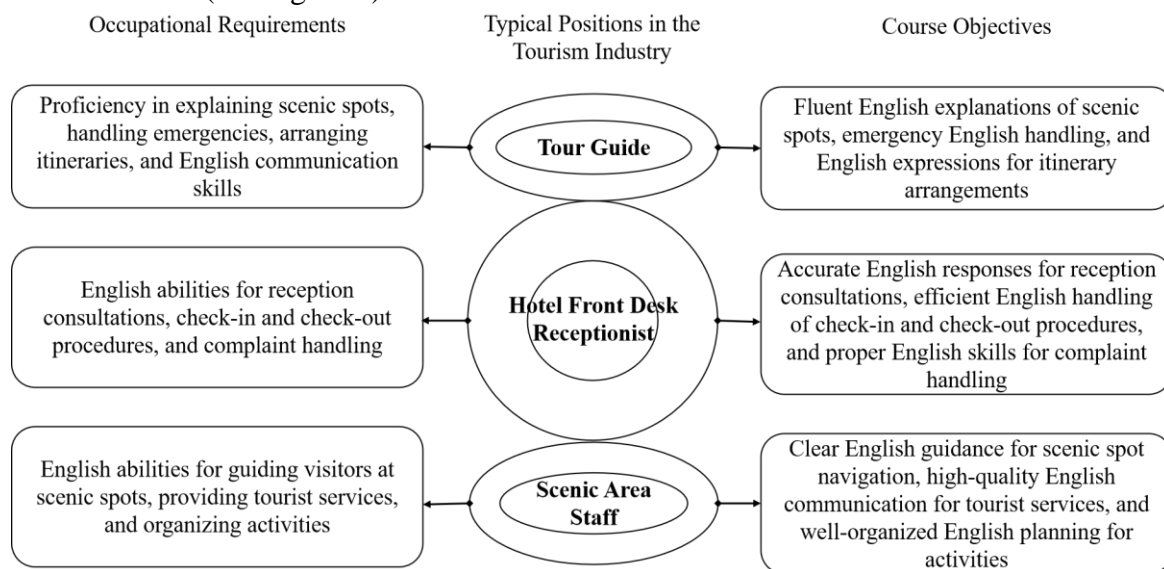 Occupational Requirements
Typical Positions in the
Tourism Industry
Course Objectives
Proficiency in explaining scenic spots,
handling emergencies, arranging
itineraries, and English communication
skills
Tour Guide
Fluent English explanations of scenic
spots, emergency English handling, and
English expressions for itinerary
arrangements
English abilities for reception
consultations, check-in and check-out
procedures, and complaint handling
Hotel Front Desk
Receptionist
Accurate English responses for reception
consultations, efficient English handling
of check-in and check-out procedures,
and proper English skills for complaint
handling
English abilities for guiding visitors at
scenic spots, providing tourist services,
and organizing activities
Scenic Area
Staff
Clear English guidance for scenic spot
navigation, high-quality English
communication for tourist services, and
well-organized English planning for
activities